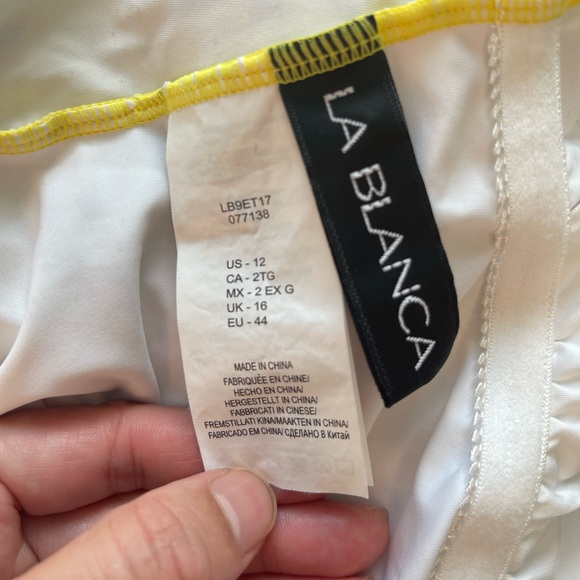 LA BLANCA
LB9ET17
077138
US - 12
CA - 2TG
MX - 2 EX G
UK - 16
EU - 44
MADE IN CHINA
FABRIQUÉE EN CHINE/
HECHO EN CHINA/
HERGESTELLT IN CHINA/
FABBRICATI IN CINESE/
FREMSTILLATI KINA/MAAKTEN IN CHINA/
FABRICADO EM CHINA/ СДЕЛАНО В Китай